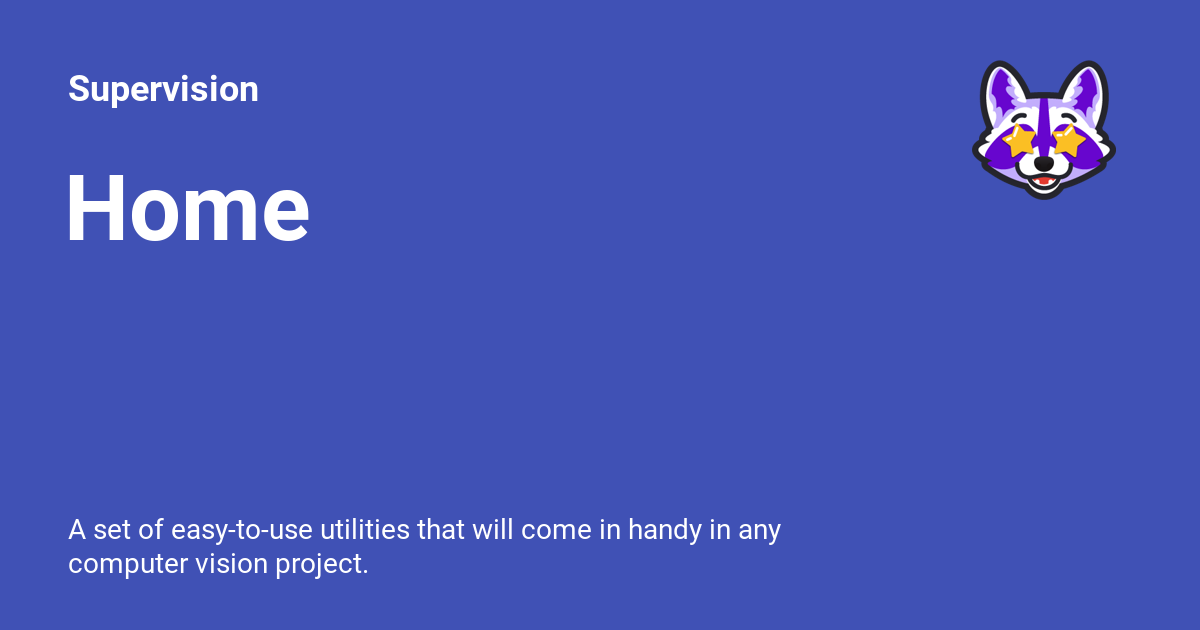 Supervision
Home
A set of easy-to-use utilities that will come in handy in any
computer vision project.